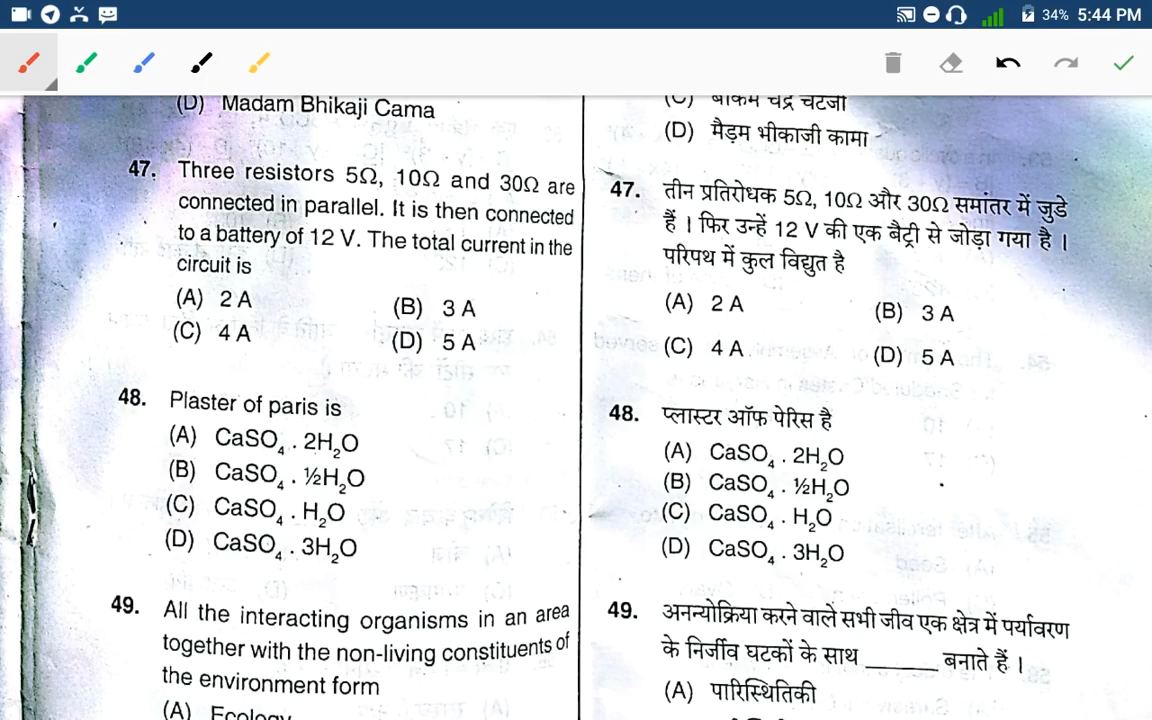 34% 5:44 PM
(D) Madam Bhikaji Cama
47. Three resistors 5Ω, 10Ω and 30Ω are
connected in parallel. It is then connected
to a battery of 12 V. The total current in the
circuit is
(A) 2 A (B) 3 A
(C) 4 A (D) 5 A
48. Plaster of paris is
(A) CaSO₄ . 2H₂O
(B) CaSO₄ . ½H₂O
(C) CaSO₄ . H₂O
(D) CaSO₄ . 3H₂O
49. All the interacting organisms in an area
together with the non-living constituents of
the environment form
(A) Ecology
(C) बंकिम चंद्र चटर्जी
(D) मैड़म भीकाजी कामा
47. तीन प्रतिरोधक 5Ω, 10Ω और 30Ω समांतर में जुडे
हैं । फिर उन्हें 12 V की एक बैट्री से जोड़ा गया है ।
परिपथ में कुल विद्युत है
(A) 2 A (B) 3 A
(C) 4 A (D) 5 A
48. प्लास्टर ऑफ पेरिस है
(A) CaSO₄ . 2H₂O
(B) CaSO₄ . ½H₂O
(C) CaSO₄ . H₂O
(D) CaSO₄ . 3H₂O
49. अनन्योक्रिया करने वाले सभी जीव एक क्षेत्र में पर्यावरण
के निर्जीव घटकों के साथ ______ बनाते हैं ।
(A) पारिस्थितिकी